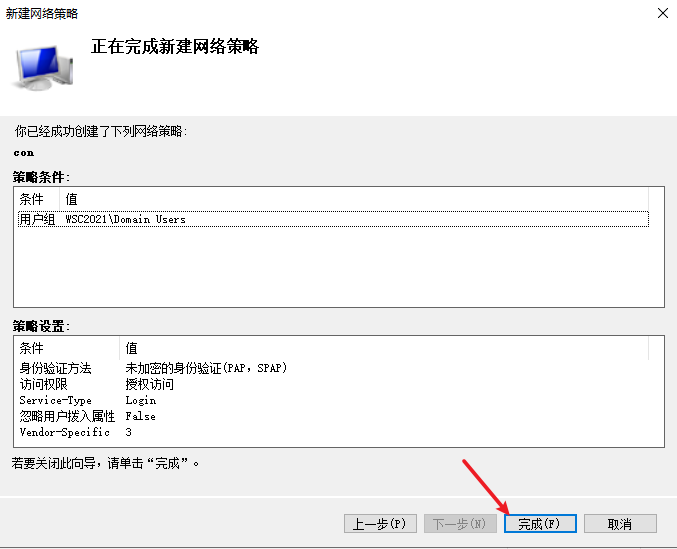 新建网络策略
正在完成新建网络策略
你已经成功创建了下列网络策略:
con
策略条件:
条件 值
用户组 WSC2021\Domain Users
策略设置:
条件 值
身份验证方法 未加密的身份验证(PAP，SPAP)
访问权限 授权访问
Service-Type Login
忽略用户拨入属性 False
Vendor-Specific 3
若要关闭此向导，请单击“完成”。
上一步(P) 下一步(N) 完成(F) 取消